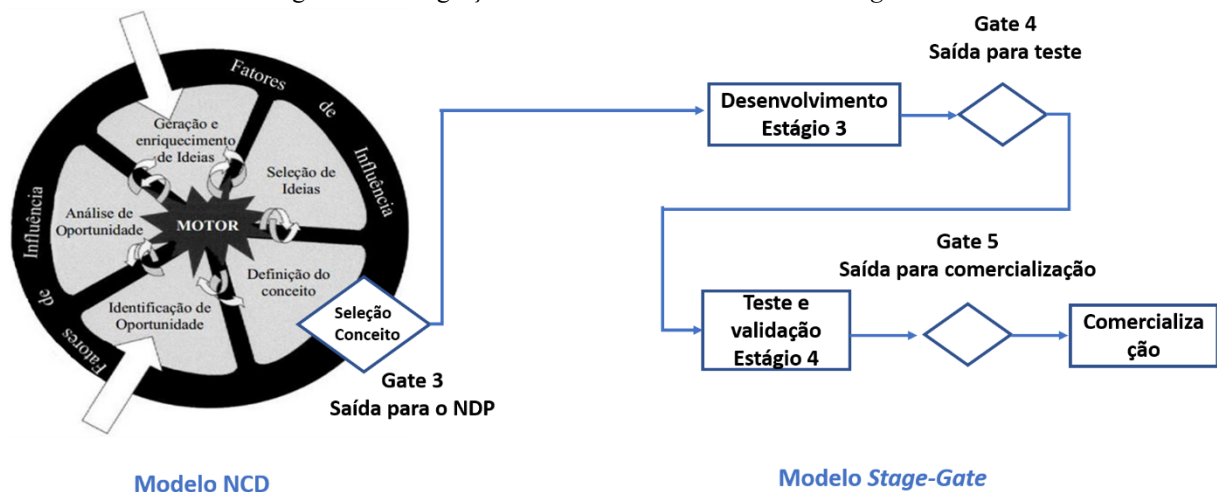 Fatores de Influência
Fatores de Influência
Geração e
enriquecimento
de Ideias
Seleção de
Ideias
Análise de
Oportunidade
MOTOR
Definição do
conceito
Identificação de
Oportunidade
Seleção
Conceito
Gate 3
Saída para o NDP
Modelo NCD
Gate 4
Saída para teste
Desenvolvimento
Estágio 3
Gate 5
Saída para comercialização
Teste e
validação
Estágio 4
Comercializa
ção
Modelo Stage-Gate